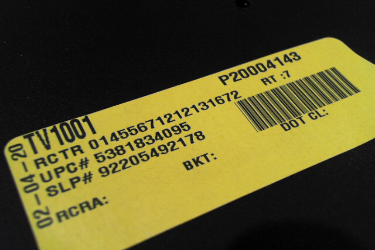 P20004143
TV1001
RT :7
RCTR 01455671212131672
UPC# 5381834095
SLP# 92205492178
DOT CL:
BKT:
RCRA:
02-04-20